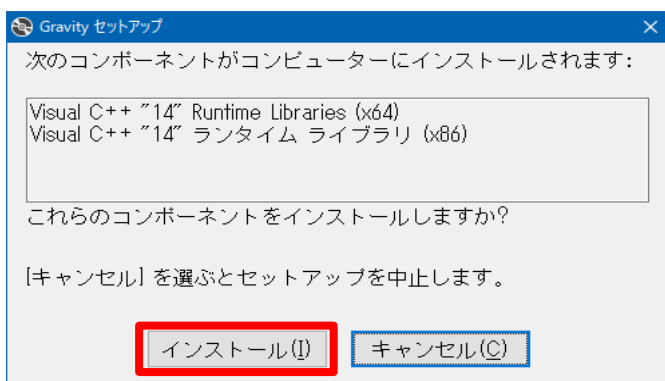 Gravity セットアップ
次のコンポーネントがコンピューターにインストールされます:
Visual C++ "14" Runtime Libraries (x64)
Visual C++ "14" ランタイム ライブラリ (x86)
これらのコンポーネントをインストールしますか?
[キャンセル] を選ぶとセットアップを中止します。
インストール(I) キャンセル(C)